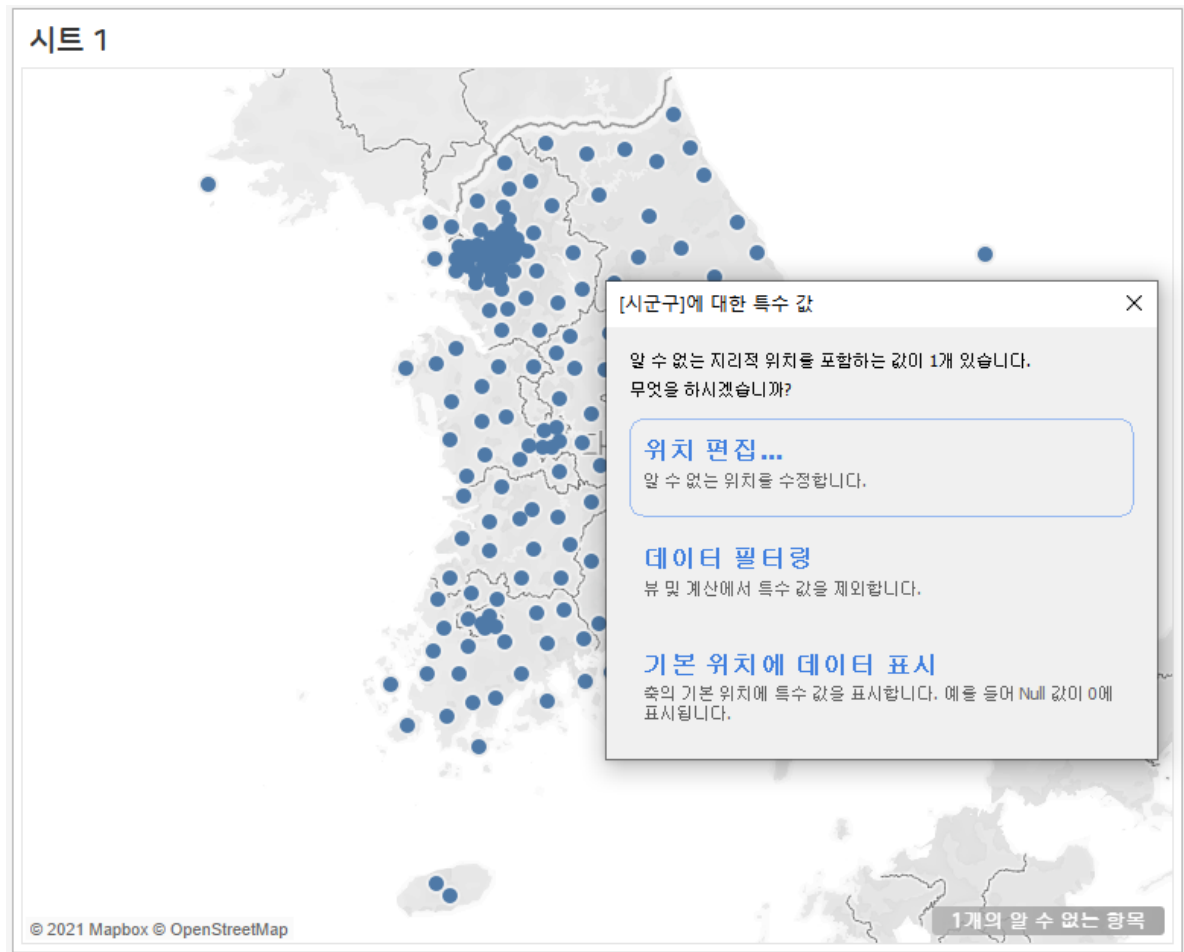 시트 1
[시군구]에 대한 특수 값
알 수 없는 지리적 위치를 포함하는 값이 1개 있습니다.
무엇을 하시겠습니까?
위치 편집...
알 수 없는 위치를 수정합니다.
데이터 필터링
뷰 및 계산에서 특수 값을 제외합니다.
기본 위치에 데이터 표시
축의 기본 위치에 특수 값을 표시합니다. 예를 들어 Null 값이 0에
표시됩니다.
© 2021 Mapbox © OpenStreetMap
1개의 알 수 없는 항목